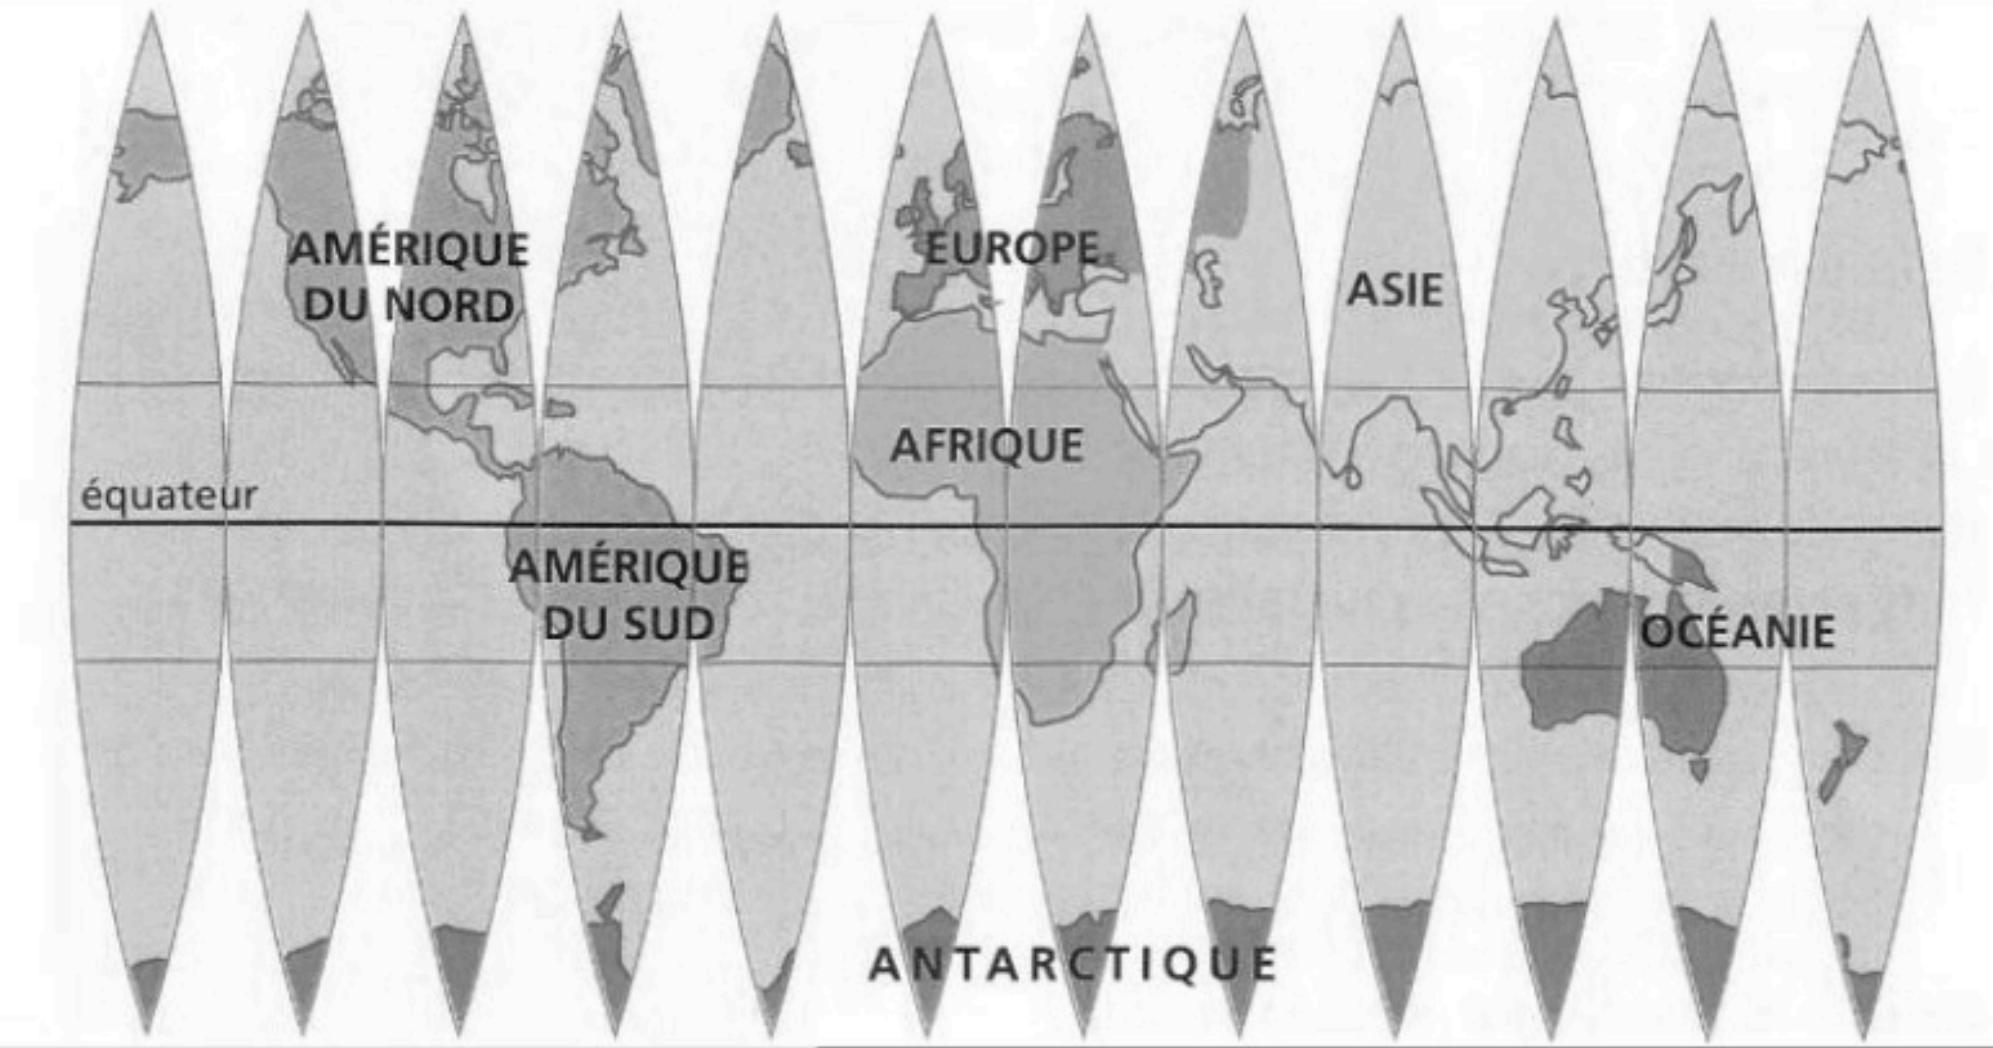 AMÉRIQUE
DU NORD
EUROPE
ASIE
AFRIQUE
équateur
AMÉRIQUE
DU SUD
OCÉANIE
ANTARCTIQUE